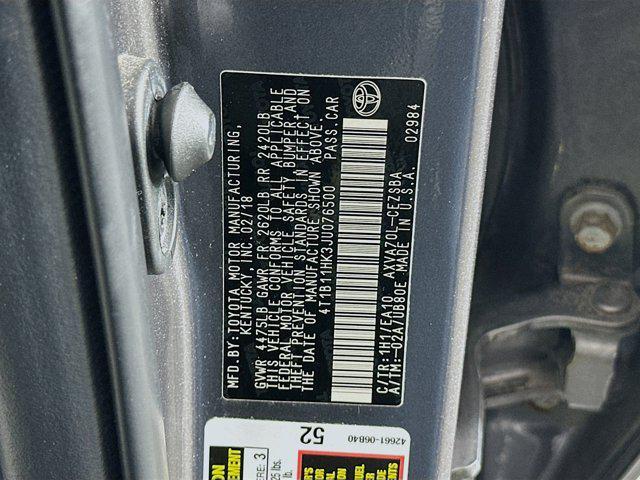 MFD.BY: TOYOTA MOTOR MANUFACTURING,
KENTUCKY, INC. 02/18
GVWR 4475LB GAWR FR 2620LB RR 2420LB
THIS VEHICLE CONFORMS TO ALL APPLICABLE
FEDERAL MOTOR VEHICLE SAFETY, BUMPER, AND
THEFT PREVENTION STANDARDS IN EFFECT ON
THE DATE OF MANUFACTURE SHOWN ABOVE.
4T1B11HK3JU076500 PASS.CAR
C/TR: 1H1/EA10 AXVA70L-CEZSBA
A/TM: -02A/UB80E MADE IN U.S.A. 02984
52
42661-06B40